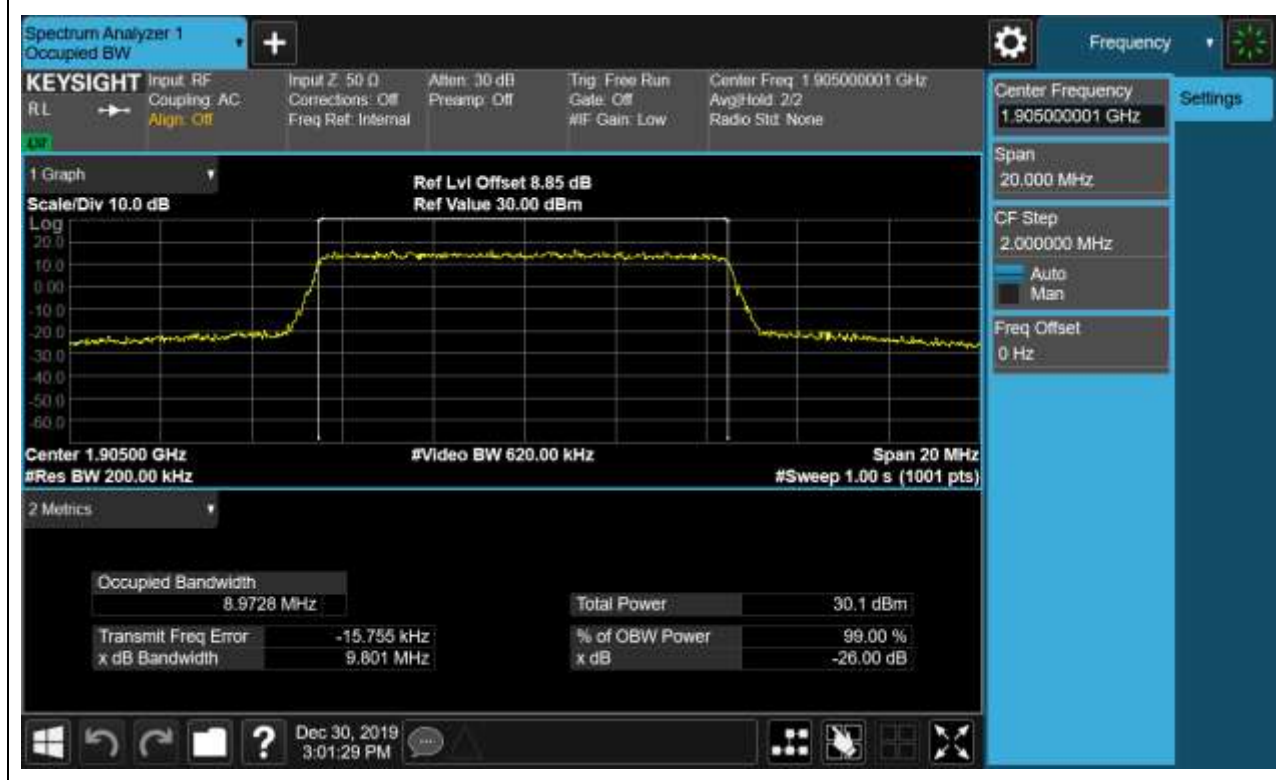 Spectrum Analyzer 1
Occupied BW
+
Frequency
KEYSIGHT
RL
Input: RF
Coupling: AC
Align: Off
Input Z: 50 Ω
Corrections: Off
Freq Ref: Internal
Atten: 30 dB
Preamp: Off
Trig: Free Run
Gate: Off
#IF Gain: Low
Center Freq: 1.905000001 GHz
Avg|Hold: 2/2
Radio Std: None
Center Frequency
1.905000001 GHz
Settings
Span
20.000 MHz
CF Step
2.000000 MHz
Auto
Man
Freq Offset
0 Hz
1 Graph
Scale/Div 10.0 dB
Ref Lvl Offset 8.85 dB
Ref Value 30.00 dBm
Log
20.0
10.0
0.00
-10.0
-20.0
-30.0
-40.0
-50.0
-60.0
Center 1.90500 GHz
#Res BW 200.00 kHz
#Video BW 620.00 kHz
Span 20 MHz
#Sweep 1.00 s (1001 pts)
2 Metrics
Occupied Bandwidth
8.9728 MHz
Total Power 30.1 dBm
Transmit Freq Error -15.755 kHz
% of OBW Power 99.00 %
x dB Bandwidth 9.801 MHz
x dB -26.00 dB
?
Dec 30, 2019
3:01:29 PM